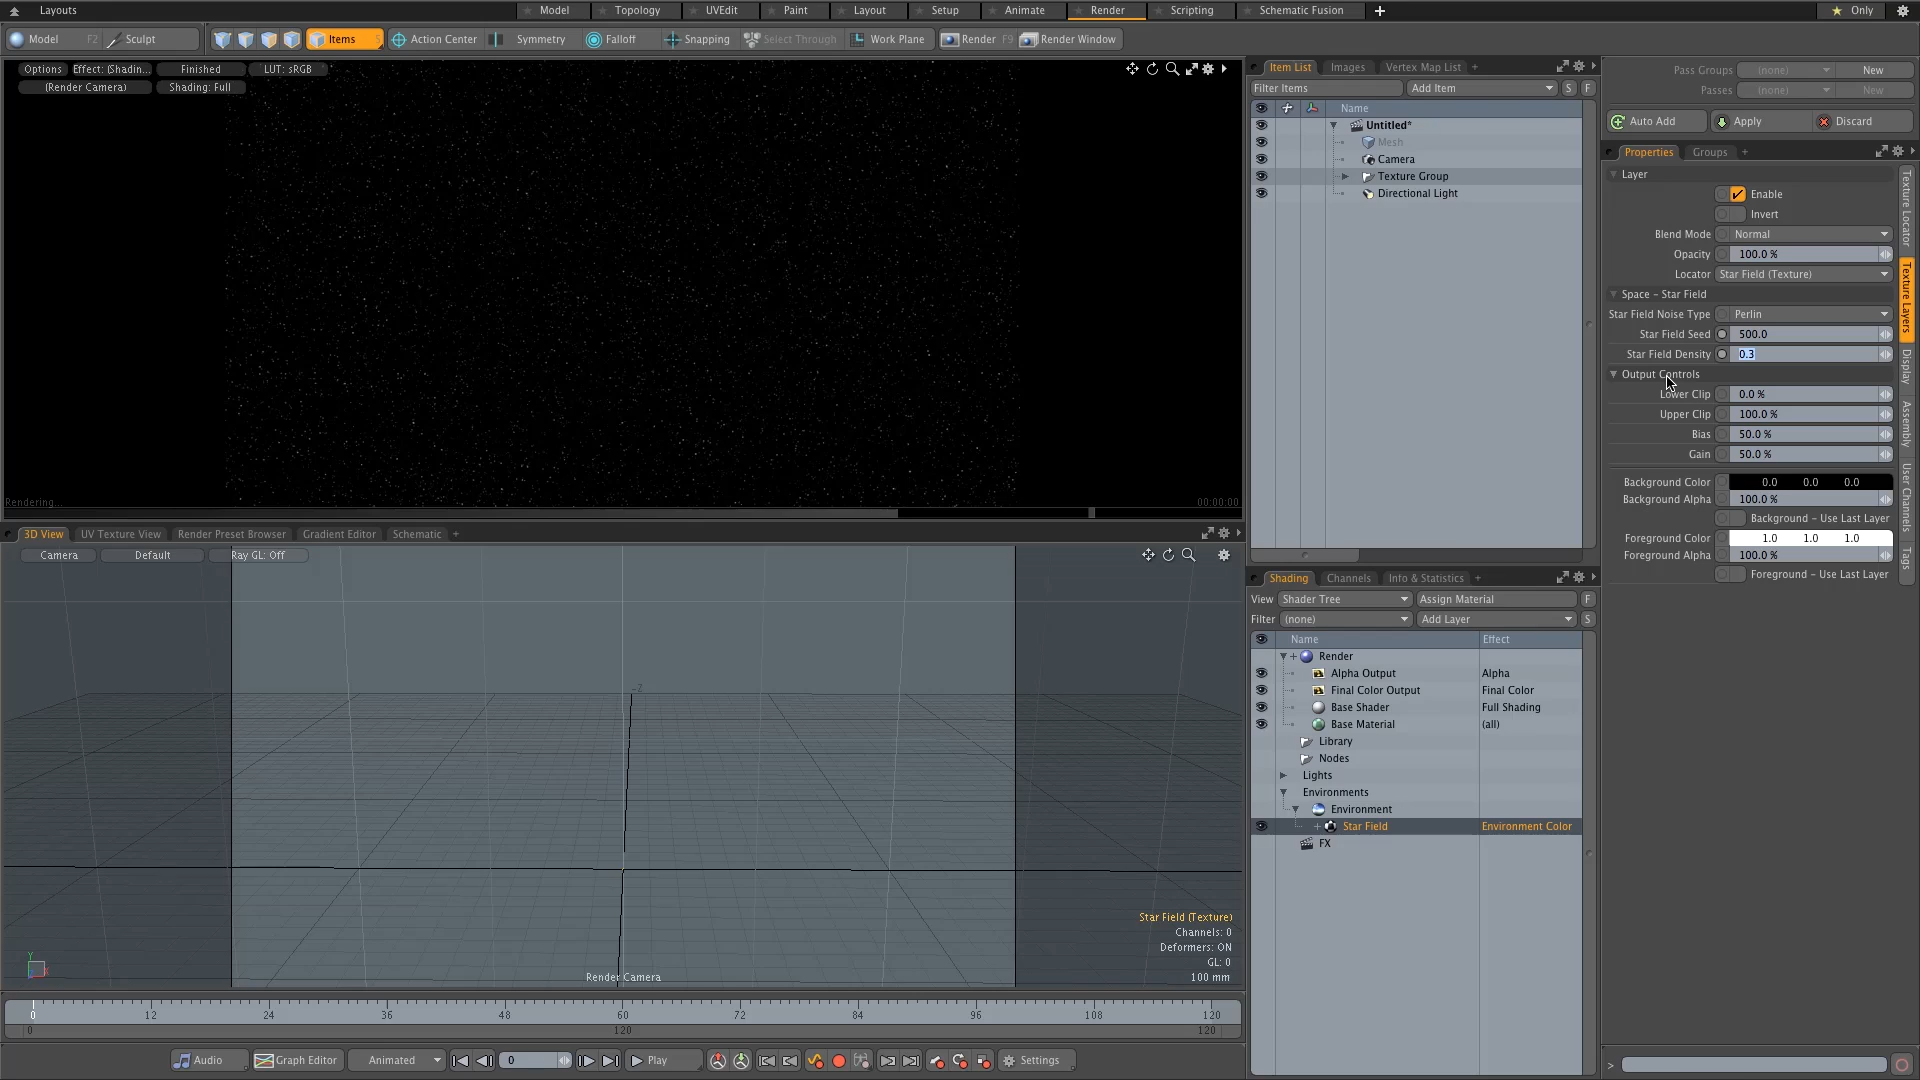 Layouts
Model
Topology
UVEdit
Paint
Layout
Setup
Animate
Render
Scripting
Schematic Fusion
Only
Model F2
Sculpt
Items
Action Center
Symmetry
Falloff
Snapping
Select Through
Work Plane
Render F9
Render Window
Options
Effect: (Shadin...
Finished
LUT: sRGB
(Render Camera)
Shading: Full
Rendering...
00:00:00
3D View
UV Texture View
Render Preset Browser
Gradient Editor
Schematic
+
Camera
Default
Ray GL: Off
-Z
Star Field (Texture)
Channels: 0
Deformers: ON
GL: 0
100 mm
Render Camera
Y
0 12 24 36 48 60 72 84 96 108 120
0 120 120
Audio
Graph Editor
Animated
0
Play
Settings
Item List
Images
Vertex Map List
+
Filter Items
Add Item
S
F
Name
Untitled*
Mesh
Camera
Texture Group
Directional Light
Shading
Channels
Info & Statistics
+
View Shader Tree
Assign Material
F
Filter (none)
Add Layer
S
Name Effect
Render
Alpha Output Alpha
Final Color Output Final Color
Base Shader Full Shading
Base Material (all)
Library
Nodes
Lights
Environments
Environment
Star Field Environment Color
FX
Pass Groups (none) New
Passes (none) New
Auto Add
Apply
Discard
Properties
Groups
+
Layer
Enable
Invert
Blend Mode Normal
Opacity 100.0 %
Locator Star Field (Texture)
Space - Star Field
Star Field Noise Type Perlin
Star Field Seed 500.0
Star Field Density 0.3
Output Controls
Lower Clip 0.0 %
Upper Clip 100.0 %
Bias 50.0 %
Gain 50.0 %
Background Color 0.0 0.0 0.0
Background Alpha 100.0 %
Background - Use Last Layer
Foreground Color 1.0 1.0 1.0
Foreground Alpha 100.0 %
Foreground - Use Last Layer
Texture Locator
Texture Layers
Display
Assembly
User Channels
Tags
>